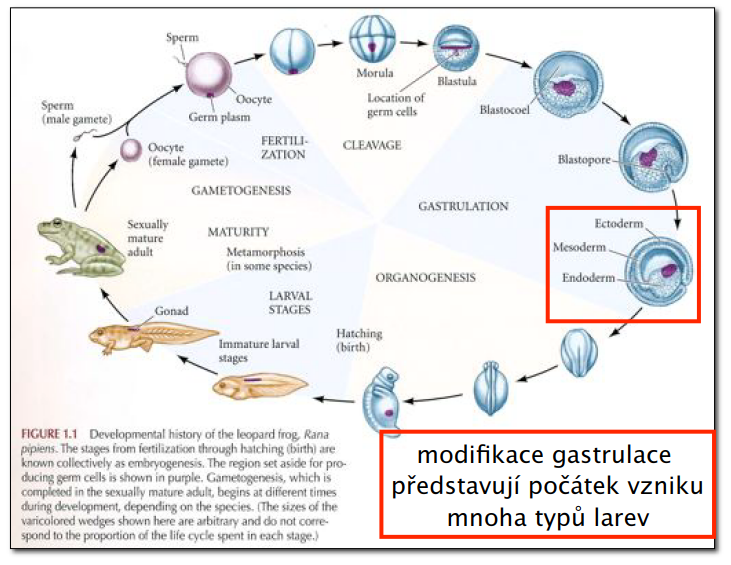 Sperm
Morula
Blastula
Location of
germ cells
Oocyte
Germ plasm
Sperm
(male gamete)
Oocyte
(female gamete)
FERTILI-
ZATION
CLEAVAGE
Blastocoel
Blastopore
GAMETOGENESIS
GASTRULATION
Sexually
mature
adult
MATURITY
Metamorphosis
(in some species)
Ectoderm
Mesoderm
Endoderm
ORGANOGENESIS
LARVAL
STAGES
Gonad
Immature larval
stages
Hatching
(birth)
FIGURE 1.1 Developmental history of the leopard frog, Rana
pipiens. The stages from fertilization through hatching (birth) are
known collectively as embryogenesis. The region set aside for pro-
ducing germ cells is shown in purple. Gametogenesis, which is
completed in the sexually mature adult, begins at different times
during development, depending on the species. (The sizes of the
varicolored wedges shown here are arbitrary and do not corre-
spond to the proportion of the life cycle spent in each stage.)
modifikace gastrulace
představují počátek vzniku
mnoha typů larev